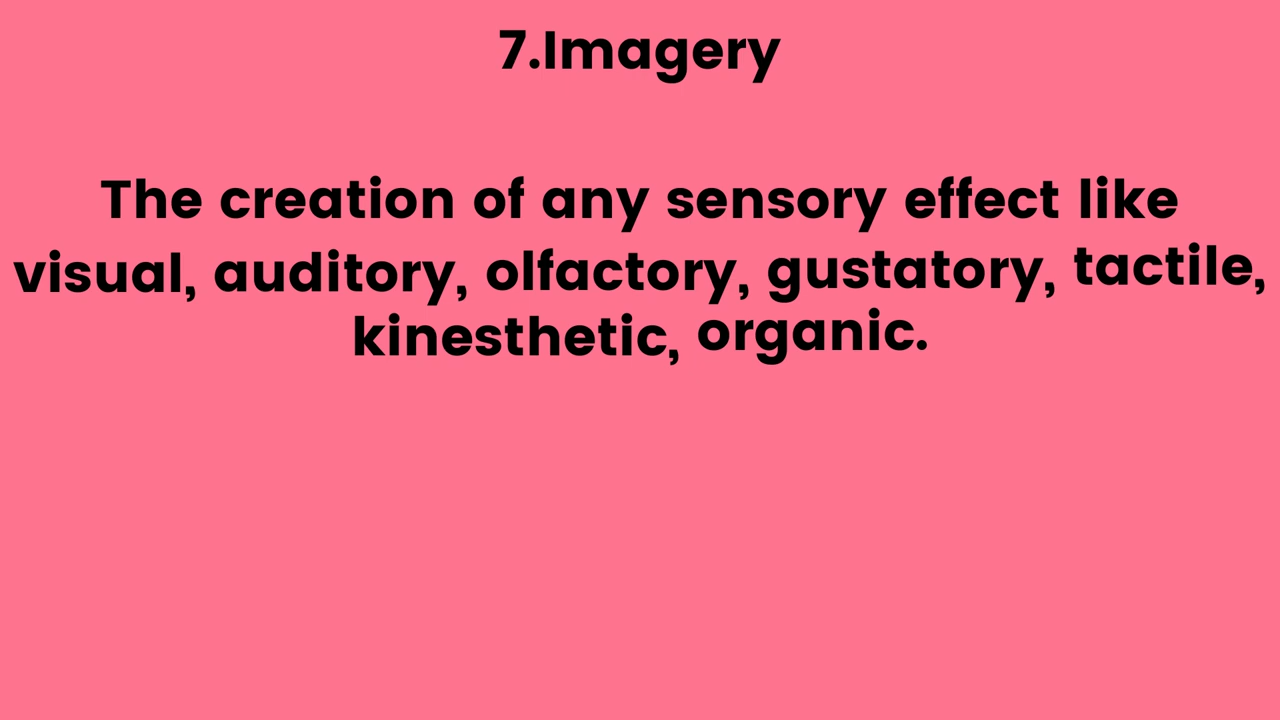 7.Imagery
The creation of any sensory effect like
visual, auditory, olfactory, gustatory, tactile,
kinesthetic, organic.